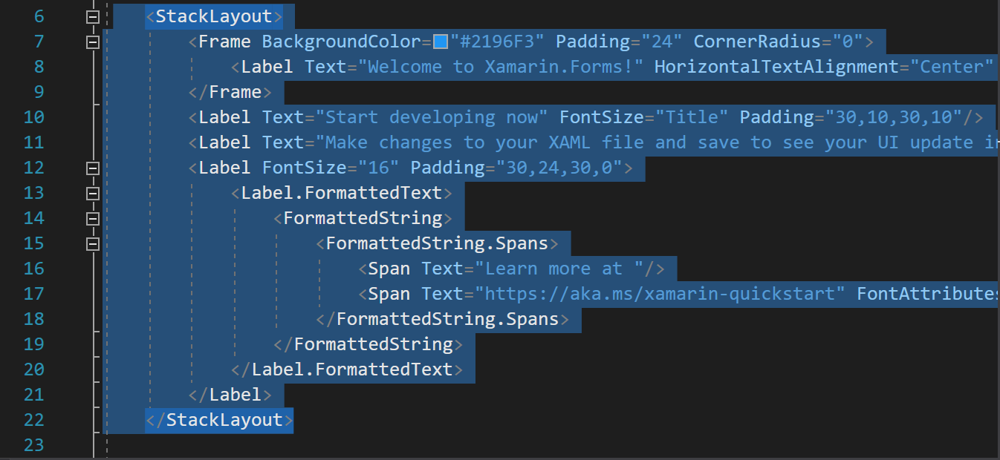 6 <StackLayout>
7 <Frame BackgroundColor="#2196F3" Padding="24" CornerRadius="0">
8 <Label Text="Welcome to Xamarin.Forms!" HorizontalTextAlignment="Center"
9 </Frame>
10 <Label Text="Start developing now" FontSize="Title" Padding="30,10,30,10"/>
11 <Label Text="Make changes to your XAML file and save to see your UI update
12 <Label FontSize="16" Padding="30,24,30,0">
13 <Label.FormattedText>
14 <FormattedString>
15 <FormattedString.Spans>
16 <Span Text="Learn more at "/>
17 <Span Text="https://aka.ms/xamarin-quickstart" FontAttributes
18 </FormattedString.Spans>
19 </FormattedString>
20 </Label.FormattedText>
21 </Label>
22 </StackLayout>
23